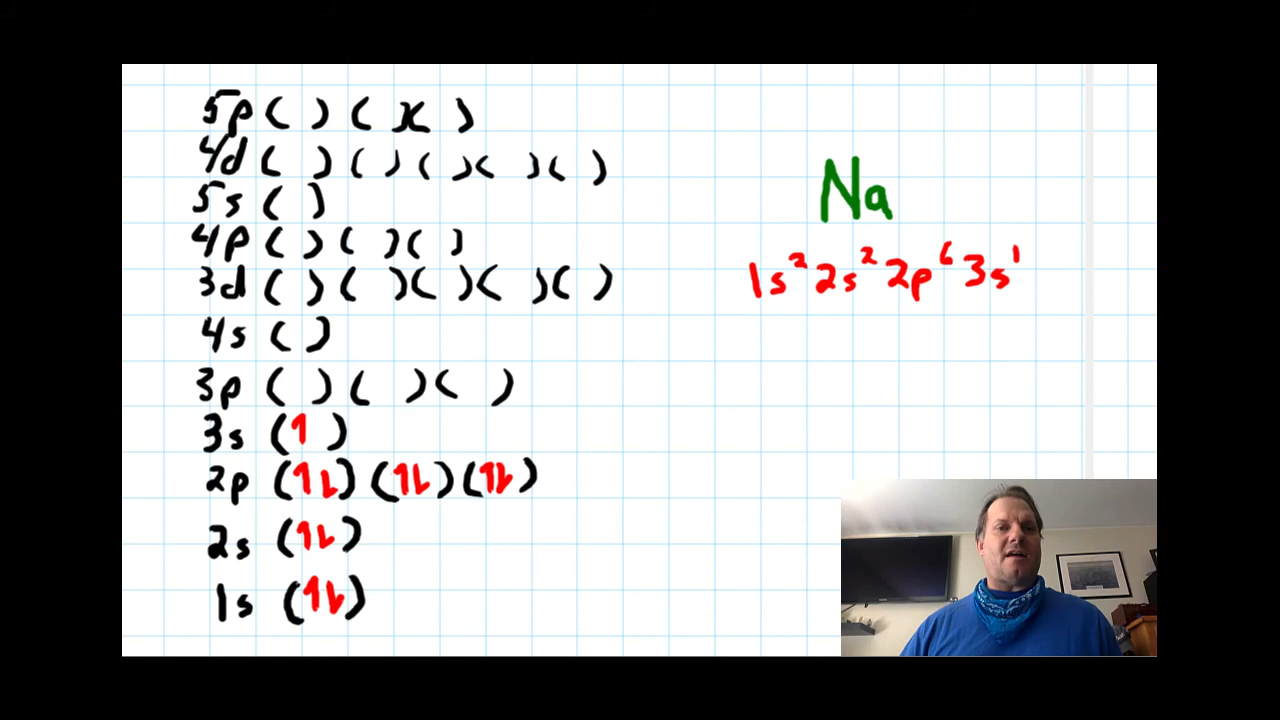 5p ( ) ( )( )
4d ( ) ( ) ( )( )( )
5s ( )
4p ( )( )( )
3d ( )( )( )( )( )
4s ( )
3p ( )( )( )
3s (↿ )
2p (↿⇂)(↿⇂)(↿⇂)
2s (↿⇂)
1s (↿⇂)
Na
1s²2s²2p⁶3s¹